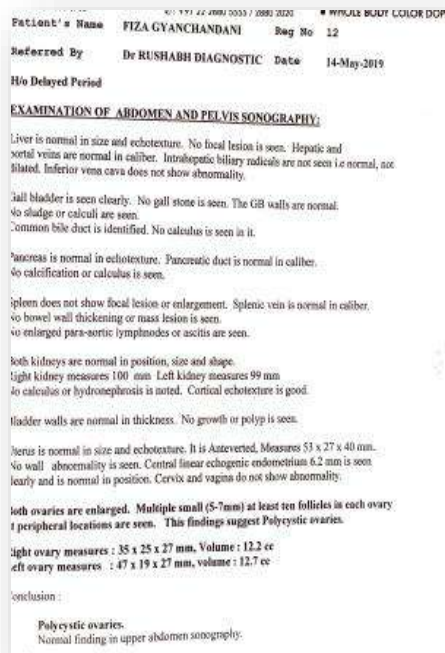 +91 22 2880 5555 / 2880 2020 ■ WHOLE BODY COLOR DOP
Patient's Name FIZA GYANCHANDANI Reg No 12
Referred By Dr RUSHABH DIAGNOSTIC Date 14-May-2019
H/o Delayed Period
EXAMINATION OF ABDOMEN AND PELVIS SONOGRAPHY:
Liver is normal in size and echotexture. No focal lesion is seen. Hepatic and
portal veins are normal in caliber. Intrahepatic biliary radicals are not seen i.e normal, not
dilated. Inferior vena cava does not show abnormality.
Gall bladder is seen clearly. No gall stone is seen. The GB walls are normal.
No sludge or calculi are seen.
Common bile duct is identified. No calculus is seen in it.
Pancreas is normal in echotexture. Pancreatic duct is normal in caliber.
No calcification or calculus is seen.
Spleen does not show focal lesion or enlargement. Splenic vein is normal in caliber.
No bowel wall thickening or mass lesion is seen.
No enlarged para-aortic lymphnodes or ascitis are seen.
Both kidneys are normal in position, size and shape.
Right kidney measures 100 mm Left kidney measures 99 mm
No calculus or hydronephrosis is noted. Cortical echotexture is good.
Bladder walls are normal in thickness. No growth or polyp is seen.
Uterus is normal in size and echotexture. It is Anteverted, Measures 53 x 27 x 40 mm.
No wall abnormality is seen. Central linear echogenic endometrium 6.2 mm is seen
clearly and is normal in position. Cervix and vagina do not show abnormality.
Both ovaries are enlarged. Multiple small (5-7mm) at least ten follicles in each ovary
at peripheral locations are seen. This findings suggest Polycystic ovaries.
Right ovary measures : 35 x 25 x 27 mm, Volume : 12.2 cc
Left ovary measures : 47 x 19 x 27 mm, volume : 12.7 cc
Conclusion :
Polycystic ovaries.
Normal finding in upper abdomen sonography.